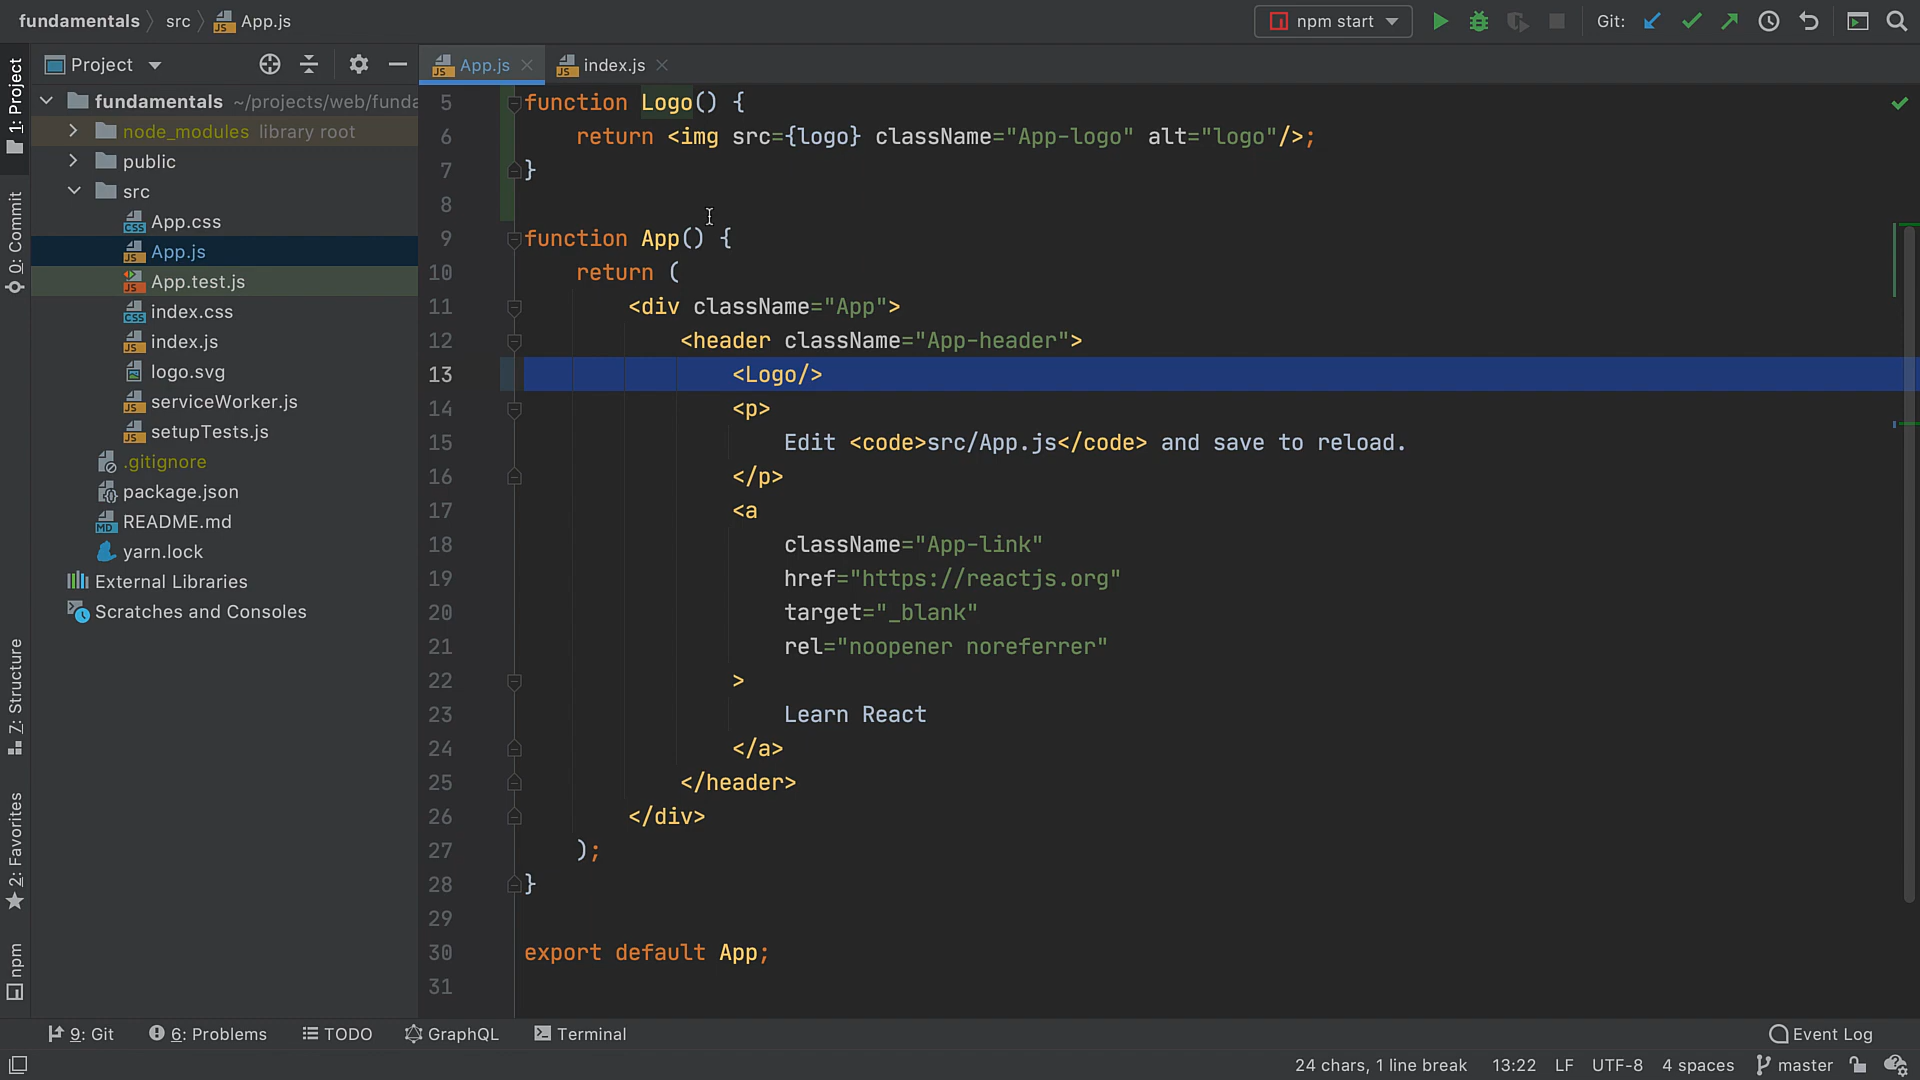 fundamentals src App.js npm start Git:
1: Project
0: Commit
7: Structure
2: Favorites
npm
Project
fundamentals ~/projects/web/funda
node_modules library root
public
src
App.css
App.js
App.test.js
index.css
index.js
logo.svg
serviceWorker.js
setupTests.js
.gitignore
package.json
README.md
yarn.lock
External Libraries
Scratches and Consoles
App.js index.js
5 function Logo() {
6 return <img src={logo} className="App-logo" alt="logo"/>;
7 }
8
9 function App() {
10 return (
11 <div className="App">
12 <header className="App-header">
13 <Logo/>
14 <p>
15 Edit <code>src/App.js</code> and save to reload.
16 </p>
17 <a
18 className="App-link"
19 href="https://reactjs.org"
20 target="_blank"
21 rel="noopener noreferrer"
22 >
23 Learn React
24 </a>
25 </header>
26 </div>
27 );
28 }
29
30 export default App;
31
9: Git 6: Problems TODO GraphQL Terminal Event Log
24 chars, 1 line break 13:22 LF UTF-8 4 spaces master